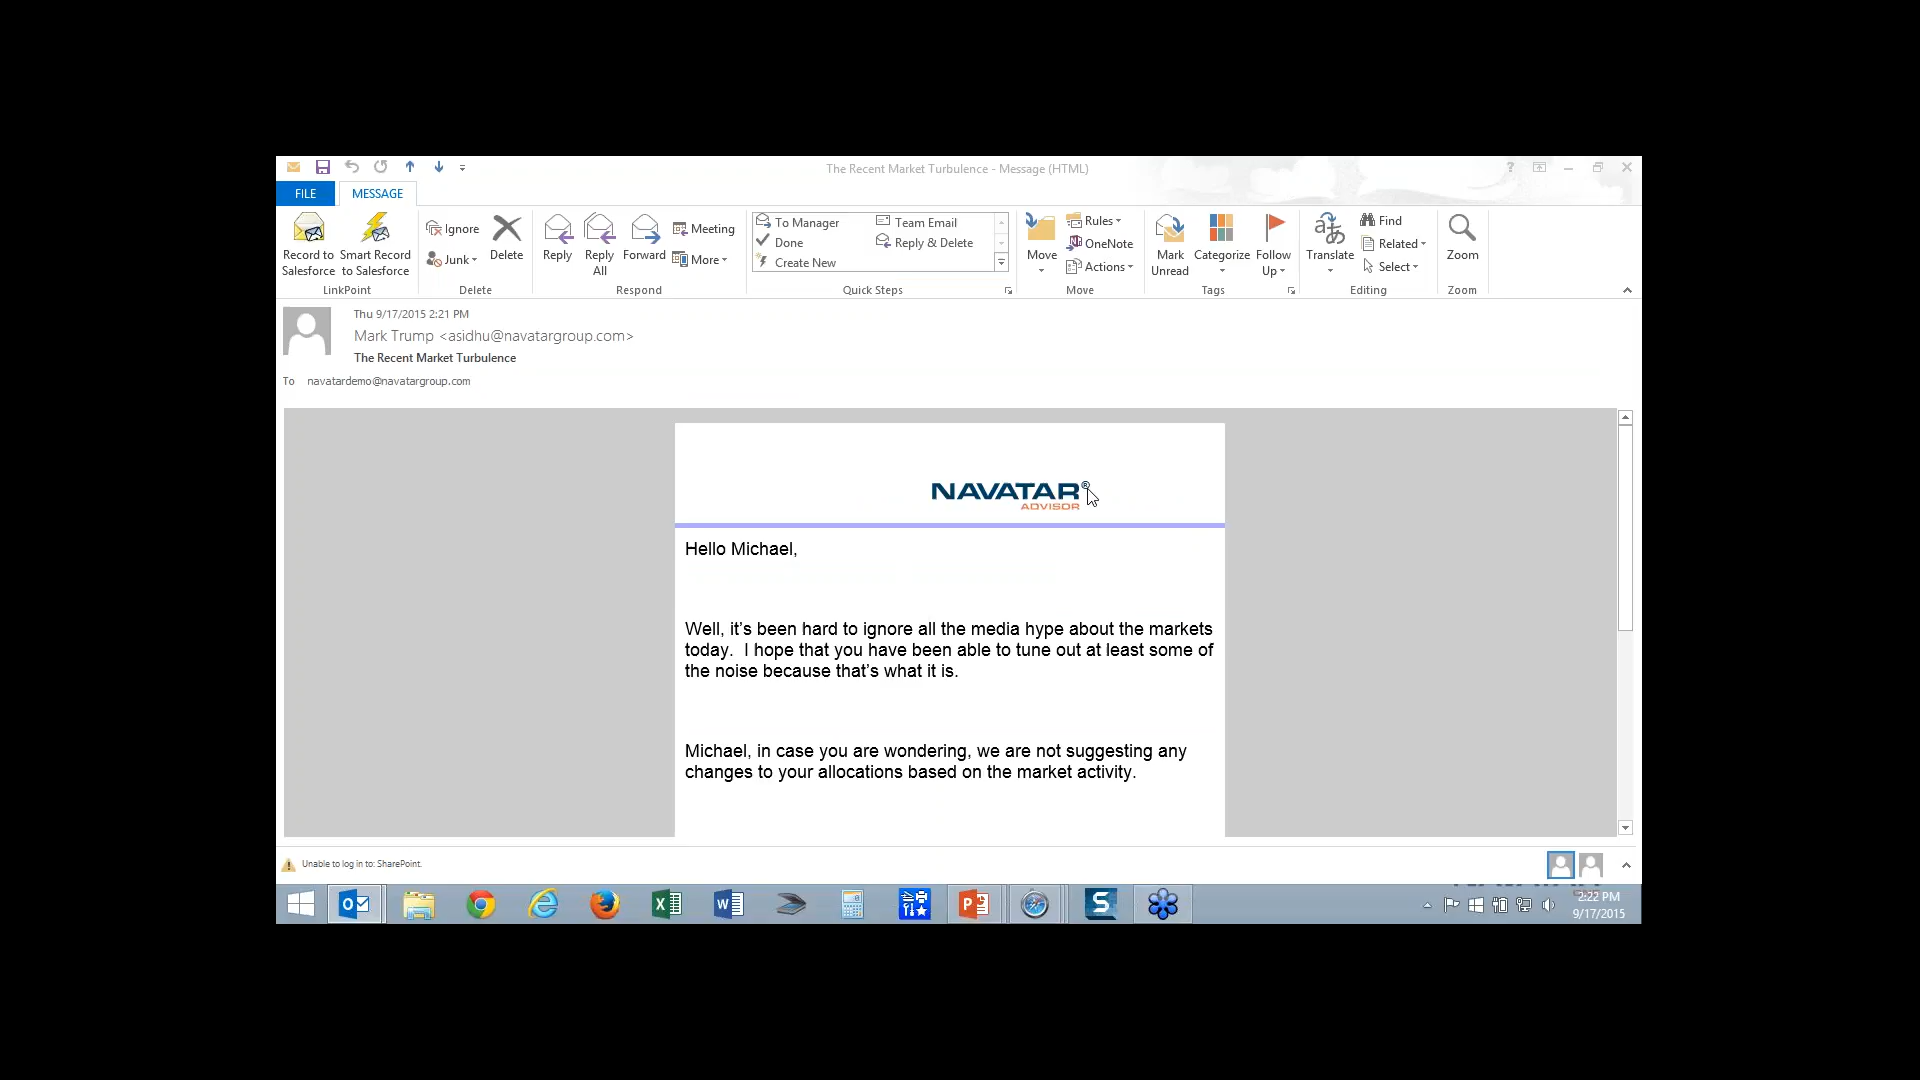 The Recent Market Turbulence - Message (HTML)
FILE MESSAGE
Record to Salesforce
Smart Record to Salesforce
LinkPoint
Ignore
Junk
Delete
Delete
Reply
Reply All
Forward
Meeting
More
Respond
To Manager
Team Email
Done
Reply & Delete
Create New
Quick Steps
Move
Rules
OneNote
Actions
Move
Mark Unread
Categorize
Follow Up
Tags
Translate
Find
Related
Select
Editing
Zoom
Zoom
Thu 9/17/2015 2:21 PM
Mark Trump <asidhu@navatargroup.com>
The Recent Market Turbulence
To navatardemo@navatargroup.com
NAVATAR®
ADVISOR
Hello Michael,
Well, it’s been hard to ignore all the media hype about the markets
today.  I hope that you have been able to tune out at least some of
the noise because that’s what it is.
Michael, in case you are wondering, we are not suggesting any
changes to your allocations based on the market activity.
Unable to log in to: SharePoint.
2:22 PM
9/17/2015